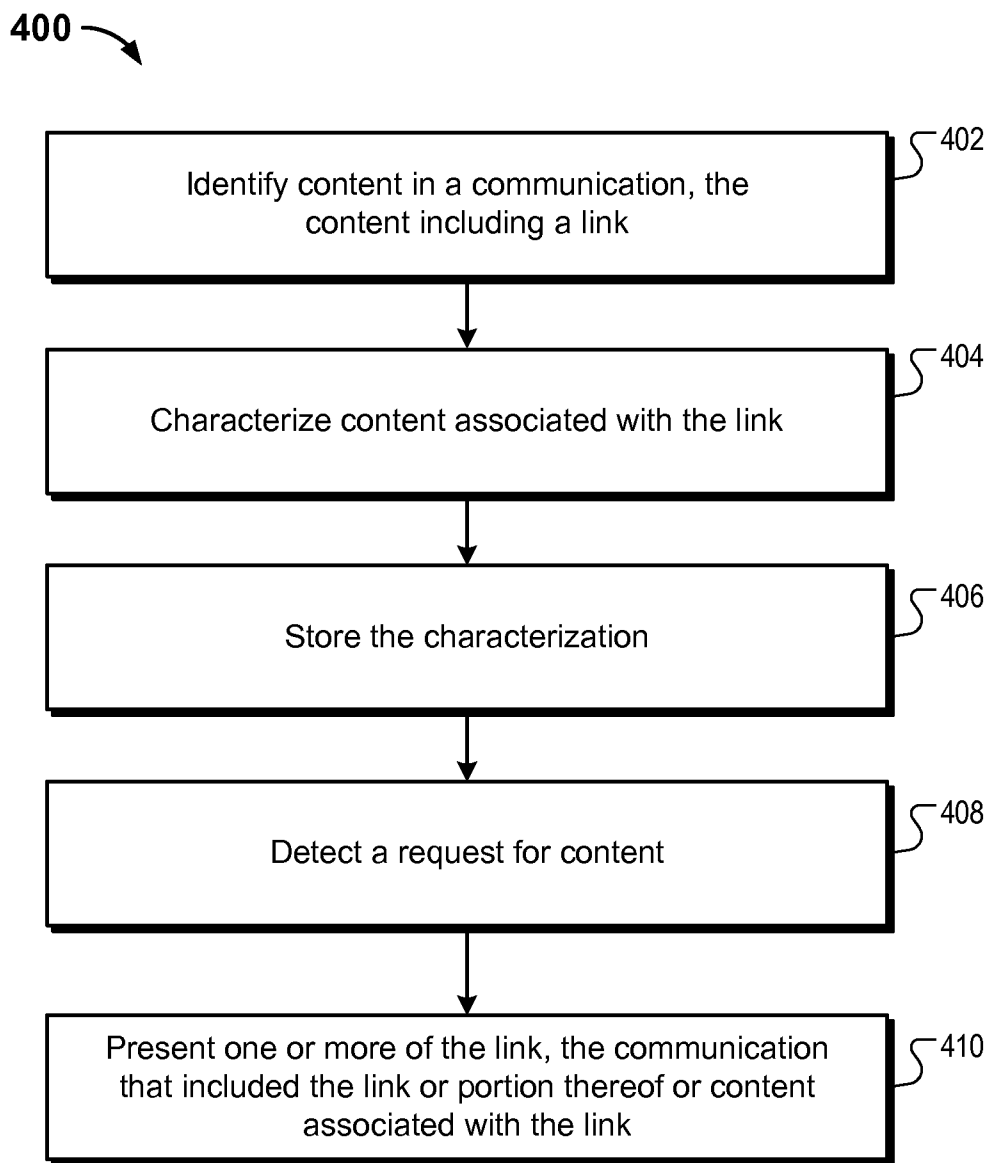 400
402
Identify content in a communication, the
content including a link
404
Characterize content associated with the link
406
Store the characterization
408
Detect a request for content
410
Present one or more of the link, the communication
that included the link or portion thereof or content
associated with the link